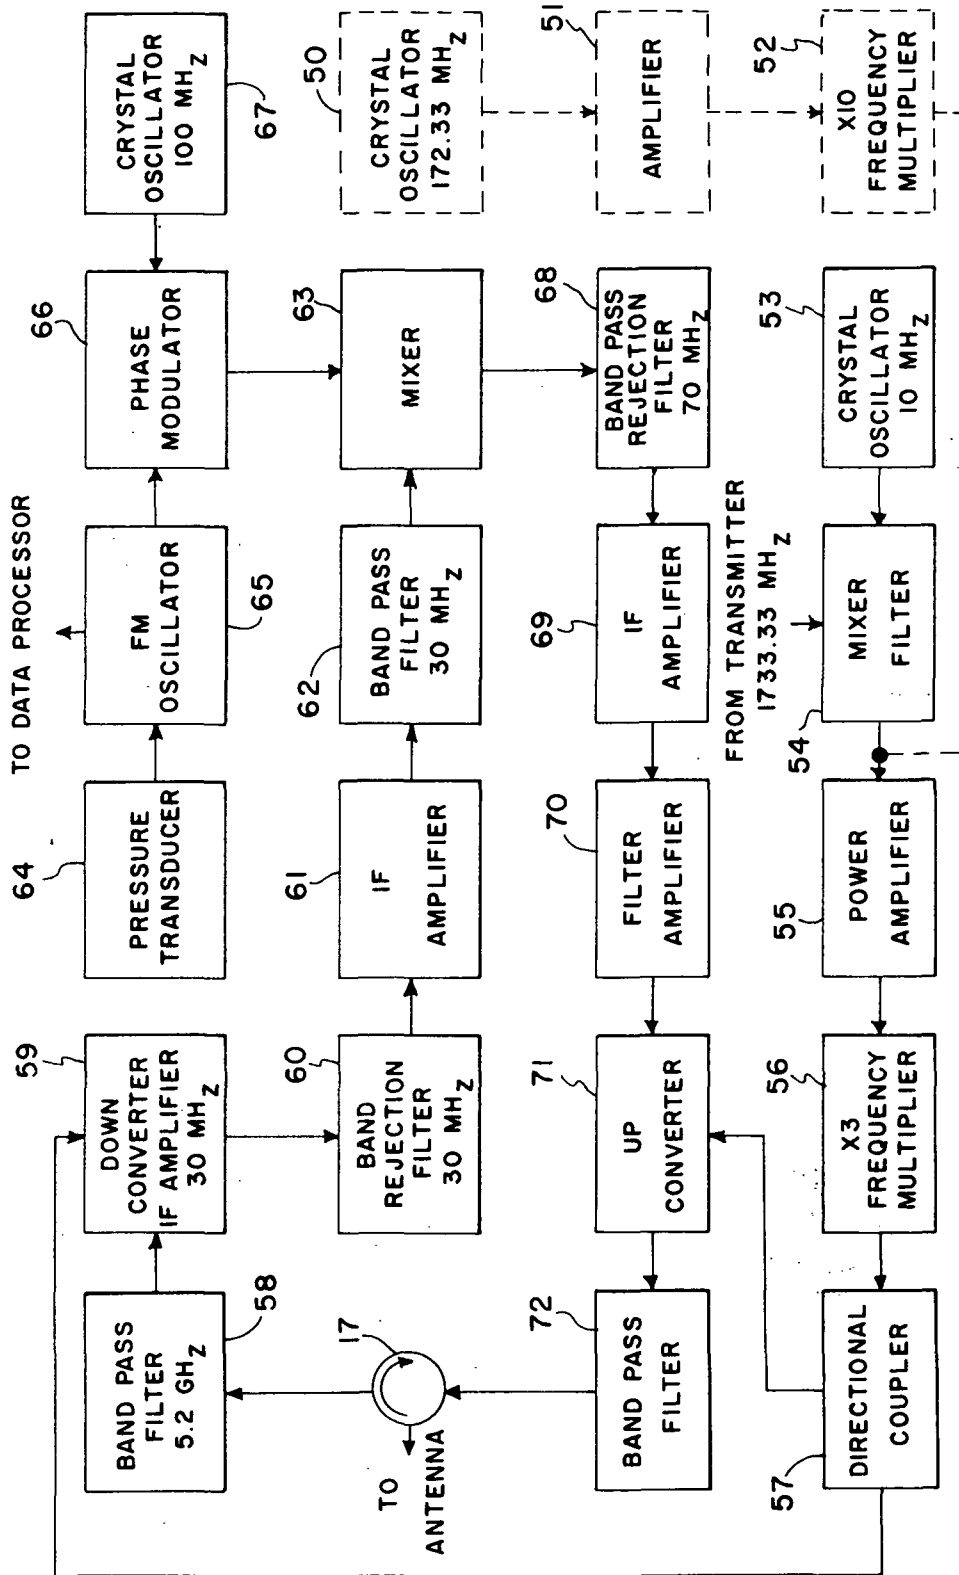 TO DATA PROCESSOR
59
DOWN
CONVERTER
IF AMPLIFIER
30 MHZ
64
PRESSURE
TRANSDUCER
66
PHASE
MODULATOR
CRYSTAL
OSCILLATOR
100 MHZ
67
BAND PASS
FILTER
5.2 GHZ
58
FM
OSCILLATOR
65
17
TO
ANTENNA
60
BAND
REJECTION
FILTER
30 MHZ
61
IF
AMPLIFIER
62
BAND PASS
FILTER
30 MHZ
63
MIXER
50
CRYSTAL
OSCILLATOR
172.33 MHZ
72
BAND PASS
FILTER
71
UP
CONVERTER
70
FILTER
AMPLIFIER
69
IF
AMPLIFIER
68
BAND PASS
REJECTION
FILTER
70 MHZ
51
AMPLIFIER
FROM TRANSMITTER
1733.33 MHZ
57
DIRECTIONAL
COUPLER
56
X3
FREQUENCY
MULTIPLIER
55
POWER
AMPLIFIER
54
MIXER
FILTER
53
CRYSTAL
OSCILLATOR
10 MHZ
52
X10
FREQUENCY
MULTIPLIER